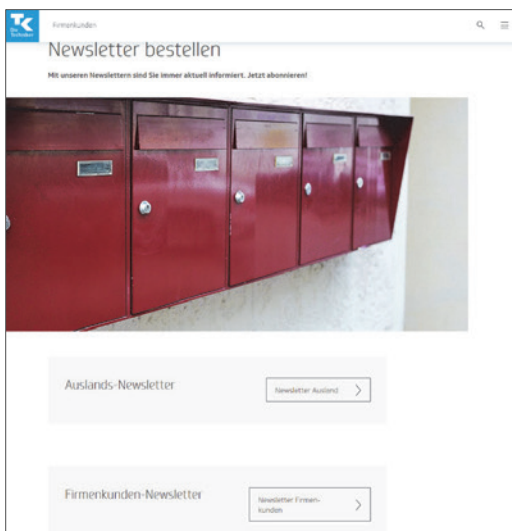 TK
Die
Techniker
Firmenkunden
Newsletter bestellen
Mit unseren Newslettern sind Sie immer aktuell informiert. Jetzt abonnieren!
Auslands-Newsletter
Newsletter Ausland
Firmenkunden-Newsletter
Newsletter Firmen-
kunden